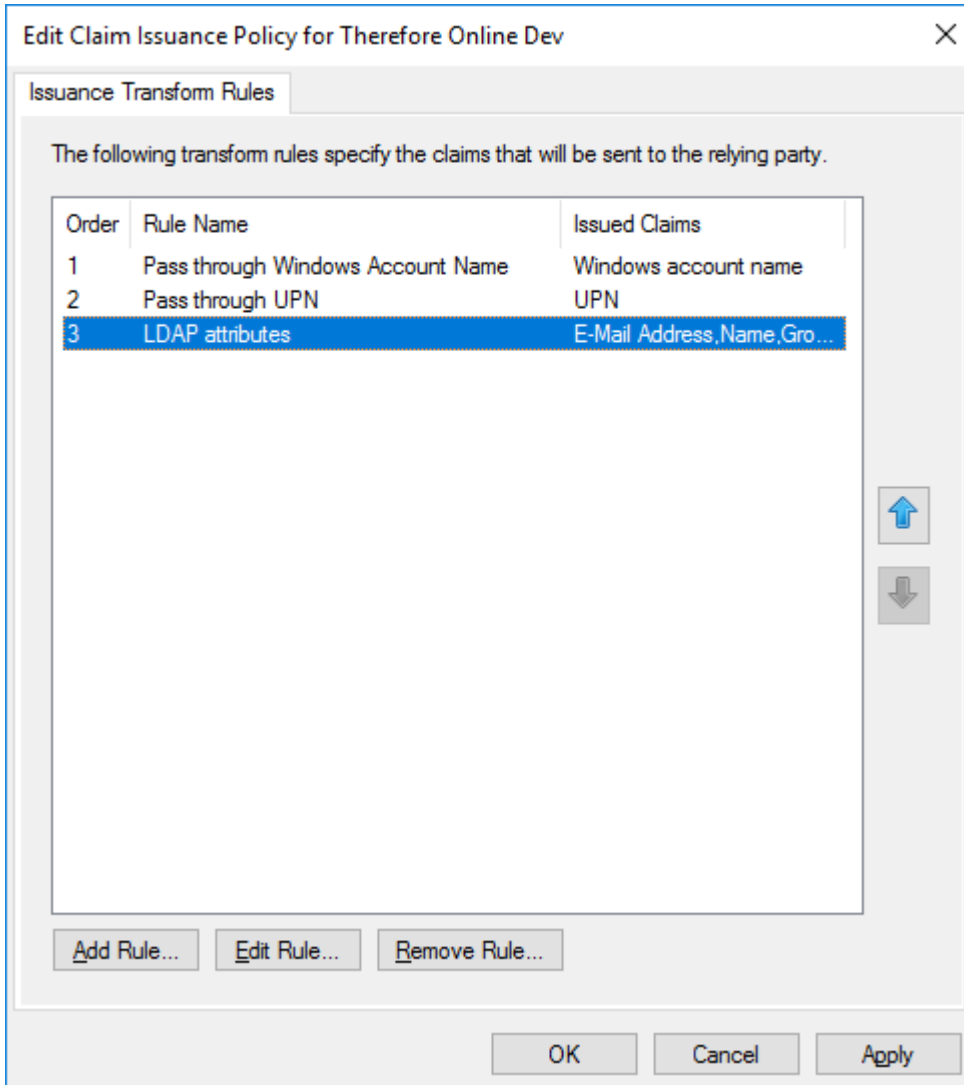 Edit Claim Issuance Policy for Therefore Online Dev
Issuance Transform Rules
The following transform rules specify the claims that will be sent to the relying party.
Order Rule Name Issued Claims
1 Pass through Windows Account Name Windows account name
2 Pass through UPN UPN
3 LDAP attributes E-Mail Address,Name,Gro...
Add Rule... Edit Rule... Remove Rule...
OK Cancel Apply